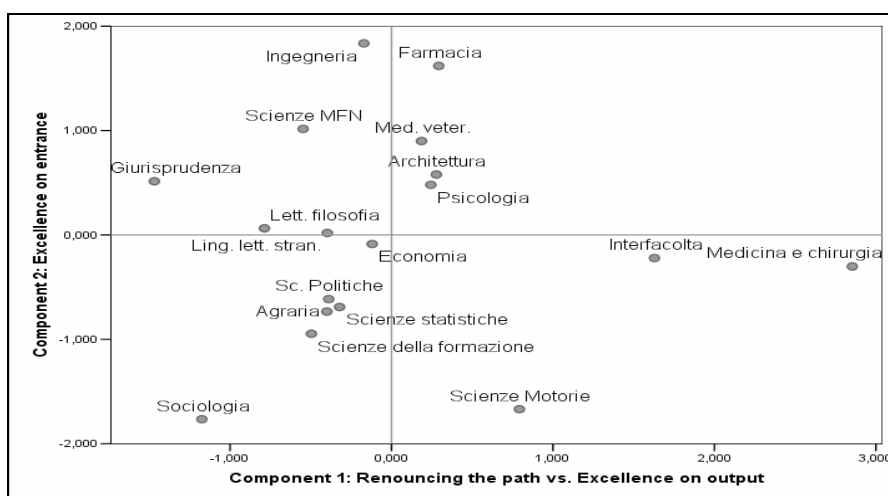 2,000
Ingegneria
Farmacia
Scienze MFN
1,000
Med. veter.
Architettura
Giurisprudenza
Psicologia
Lett. filosofia
0,000
Ling. lett. stran.
Economia
Interfacolta
Medicina e chirurgia
Sc. Politiche
Agraria
Scienze statistiche
-1,000
Scienze della formazione
Scienze Motorie
Sociologia
-2,000
-1,000 0,000 1,000 2,000 3,000
Component 1: Renouncing the path vs. Excellence on output
Component 2: Excellence on entrance